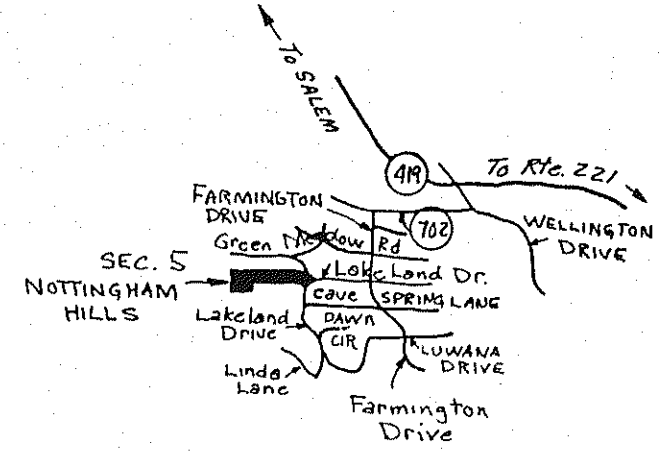 To SALEM
419
To Rte. 221
FARMINGTON
DRIVE
702
WELLINGTON
DRIVE
Green Meadow Rd
SEC. 5
NOTTINGHAM
HILLS
Lake Land Dr.
Cave SPRING LANE
Lakeland
Drive
DAWN
CIR
LUWANA
DRIVE
Linda
Lane
Farmington
Drive